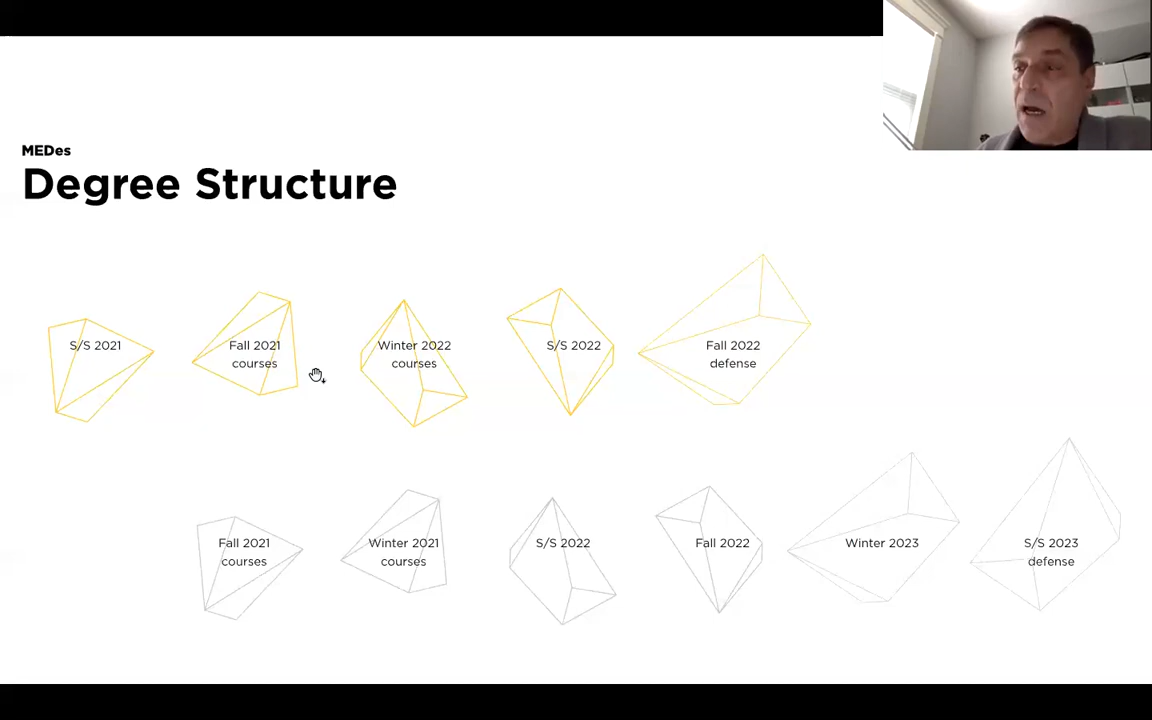 MEDes
Degree Structure
S/S 2021
Fall 2021
courses
Winter 2022
courses
S/S 2022
Fall 2022
defense
Fall 2021
courses
Winter 2021
courses
S/S 2022
Fall 2022
Winter 2023
S/S 2023
defense